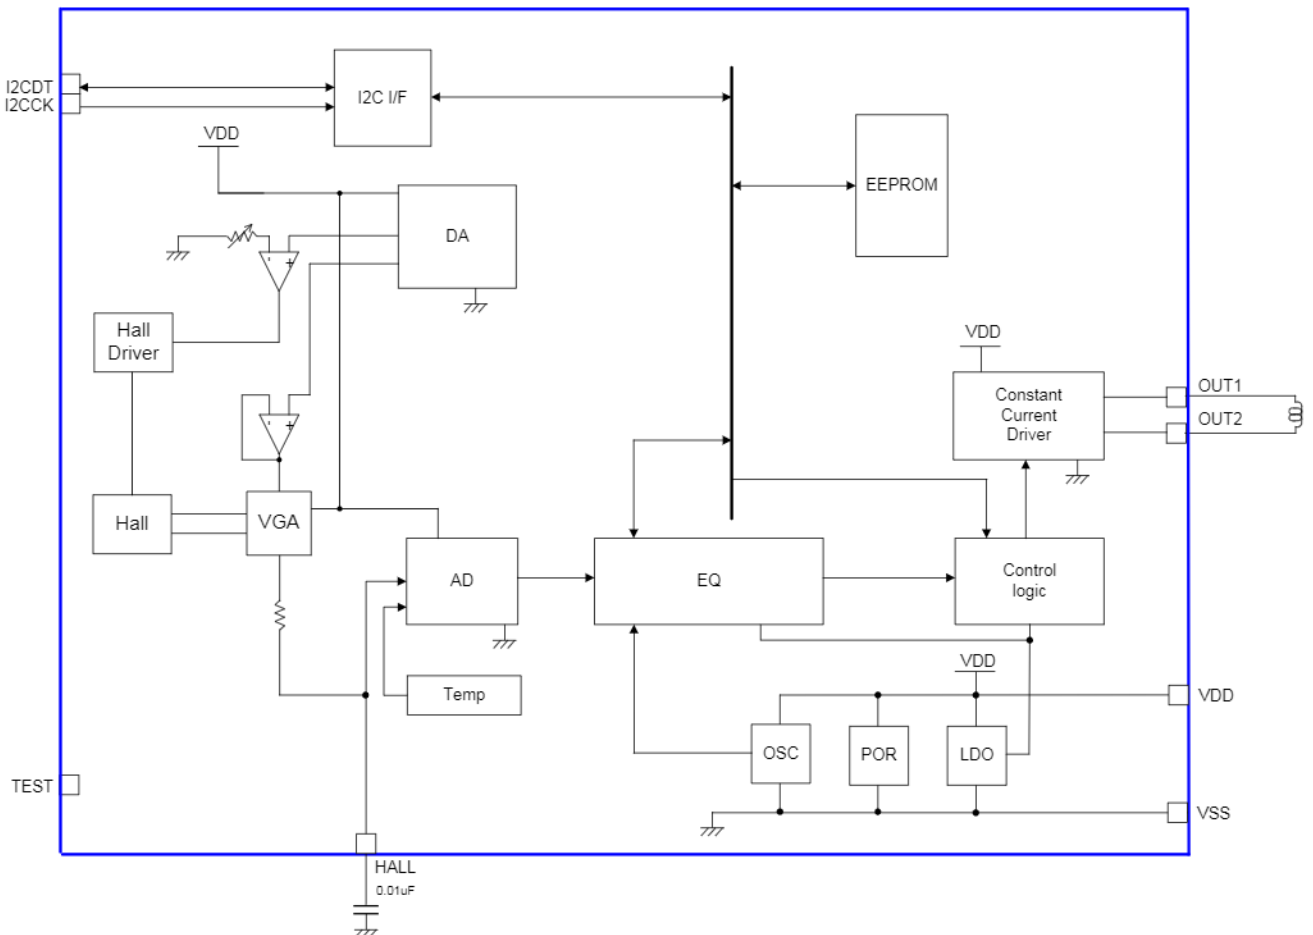 I2CDT
I2CCK
I2C I/F
VDD
EEPROM
DA
-
+
Hall
Driver
VDD
Constant
Current
Driver
OUT1
OUT2
-
+
Hall
VGA
AD
EQ
Control
logic
Temp
VDD
VDD
OSC
POR
LDO
TEST
VSS
HALL
0.01uF